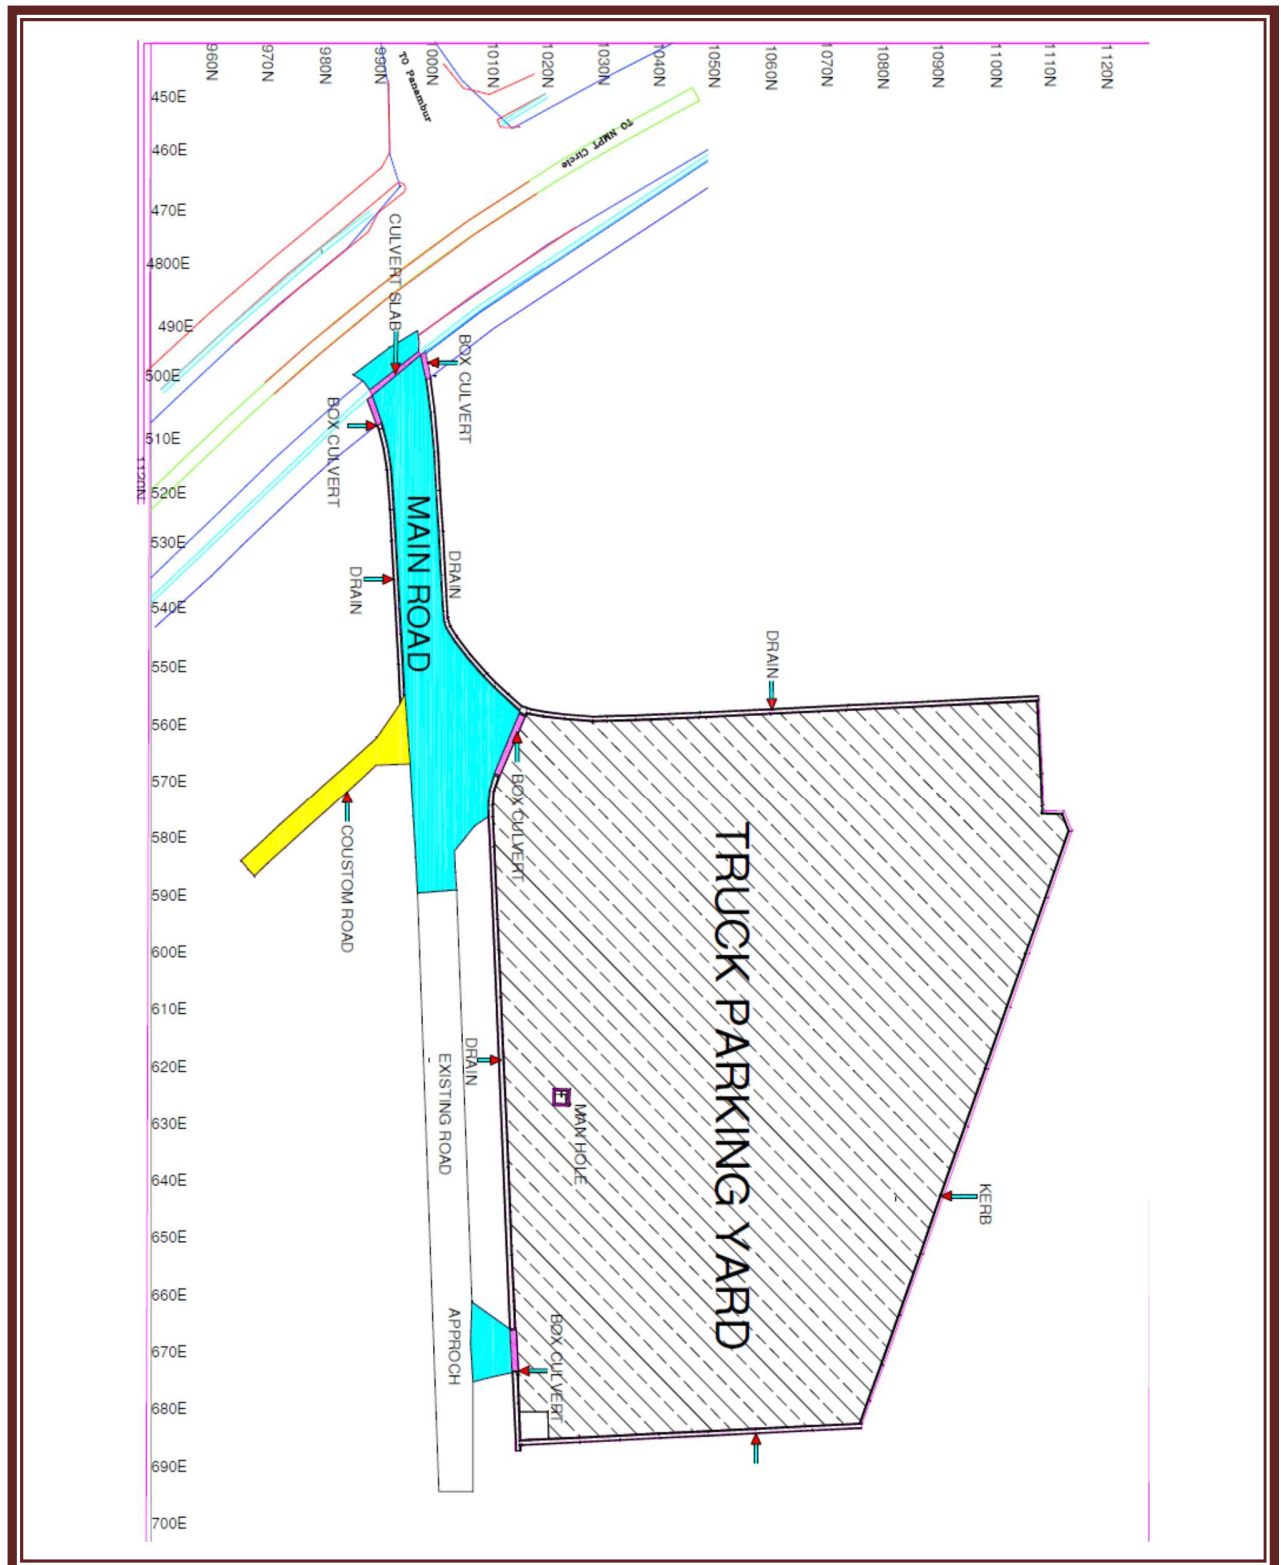 960N
970N
980N
990N
1000N
1010N
1020N
1030N
1040N
1050N
1060N
1070N
1080N
1090N
1100N
1110N
1120N
TO Panambur
TO NMPT Circle
450E
460E
470E
4800E
490E
500E
510E
520E
530E
540E
550E
560E
570E
580E
590E
600E
610E
620E
630E
640E
650E
660E
670E
680E
690E
700E
1120N
CULVERT SLAB
BOX CULVERT
BOX CULVERT
MAIN ROAD
DRAIN
DRAIN
DRAIN
BOX CULVERT
COUSTOM ROAD
TRUCK PARKING YARD
DRAIN
EXISTING ROAD
MAN HOLE
KERB
APPROCH
BOX CULVERT